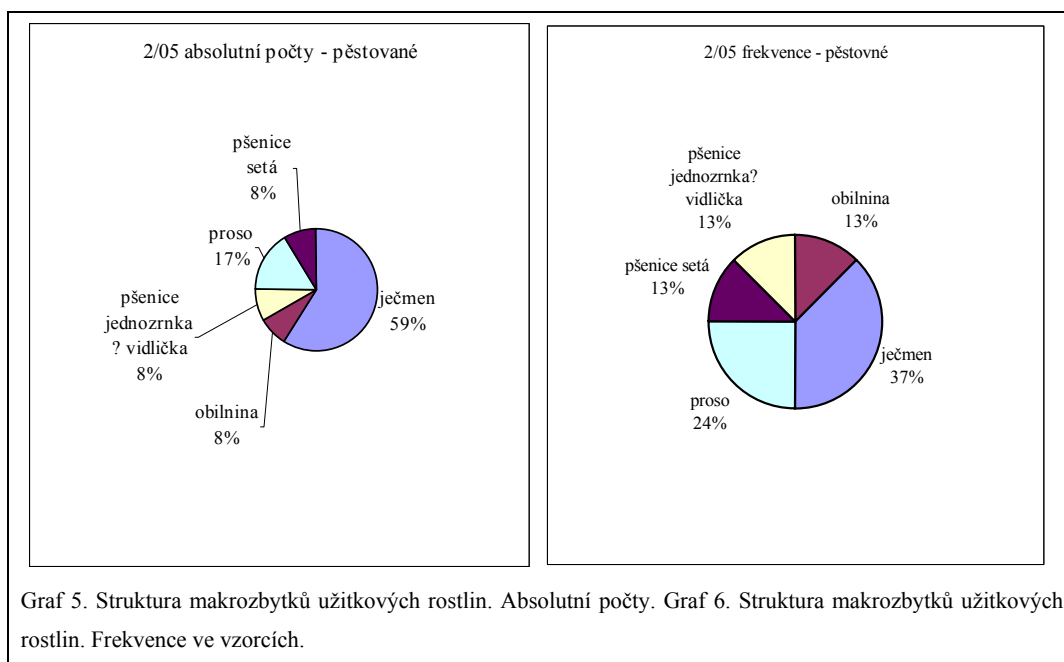 2/05 absolutní počty - pěstované
pšenice
setá
8%
proso
17%
pšenice
jednozrnka
? vidlička
8%
obilnina
8%
ječmen
59%
2/05 frekvence - pěstovné
pšenice
jednozrnka?
vidlička
13%
obilnina
13%
pšenice setá
13%
ječmen
37%
proso
24%
Graf 5. Struktura makrozbytků užitkových rostlin. Absolutní počty. Graf 6. Struktura makrozbytků užitkových
rostlin. Frekvence ve vzorcích.